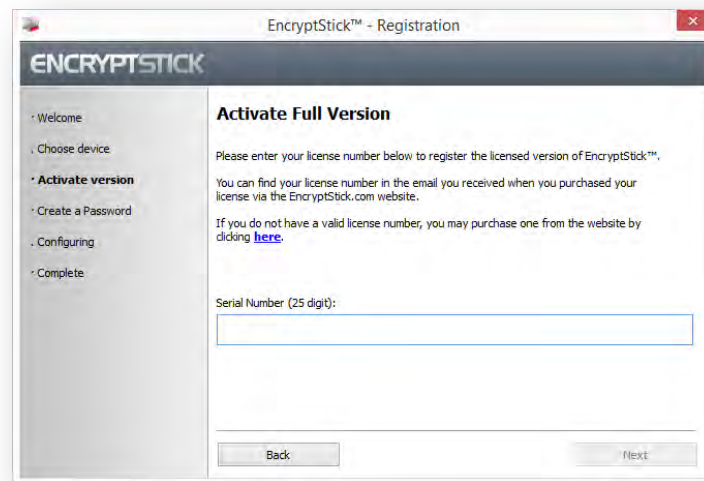 EncryptStick™ - Registration
ENCRYPTSTICK
· Welcome
. Choose device
· Activate version
· Create a Password
. Configuring
· Complete
Activate Full Version
Please enter your license number below to register the licensed version of EncryptStick™.
You can find your license number in the email you received when you purchased your
license via the EncryptStick.com website.
If you do not have a valid license number, you may purchase one from the website by
clicking here.
Serial Number (25 digit):
Back
Next